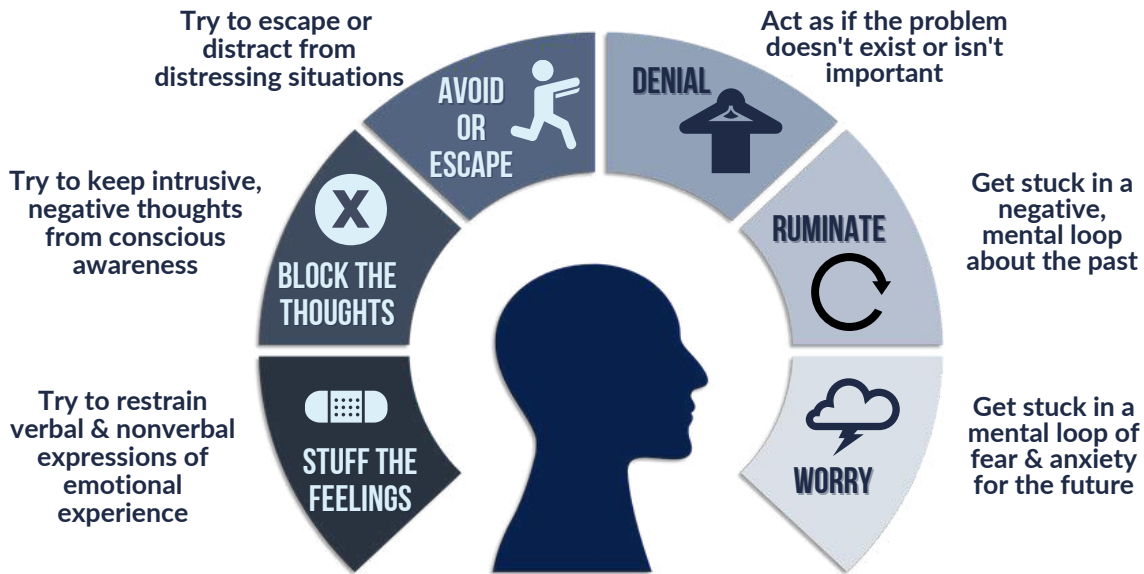 Try to escape or
distract from
distressing situations
AVOID
OR
ESCAPE
Act as if the problem
doesn't exist or isn't
important
DENIAL
Try to keep intrusive,
negative thoughts
from conscious
awareness
X
BLOCK THE
THOUGHTS
Get stuck in a
negative,
mental loop
about the past
RUMINATE
Try to restrain
verbal & nonverbal
expressions of
emotional
experience
STUFF THE
FEELINGS
Get stuck in a
mental loop of
fear & anxiety
for the future
WORRY